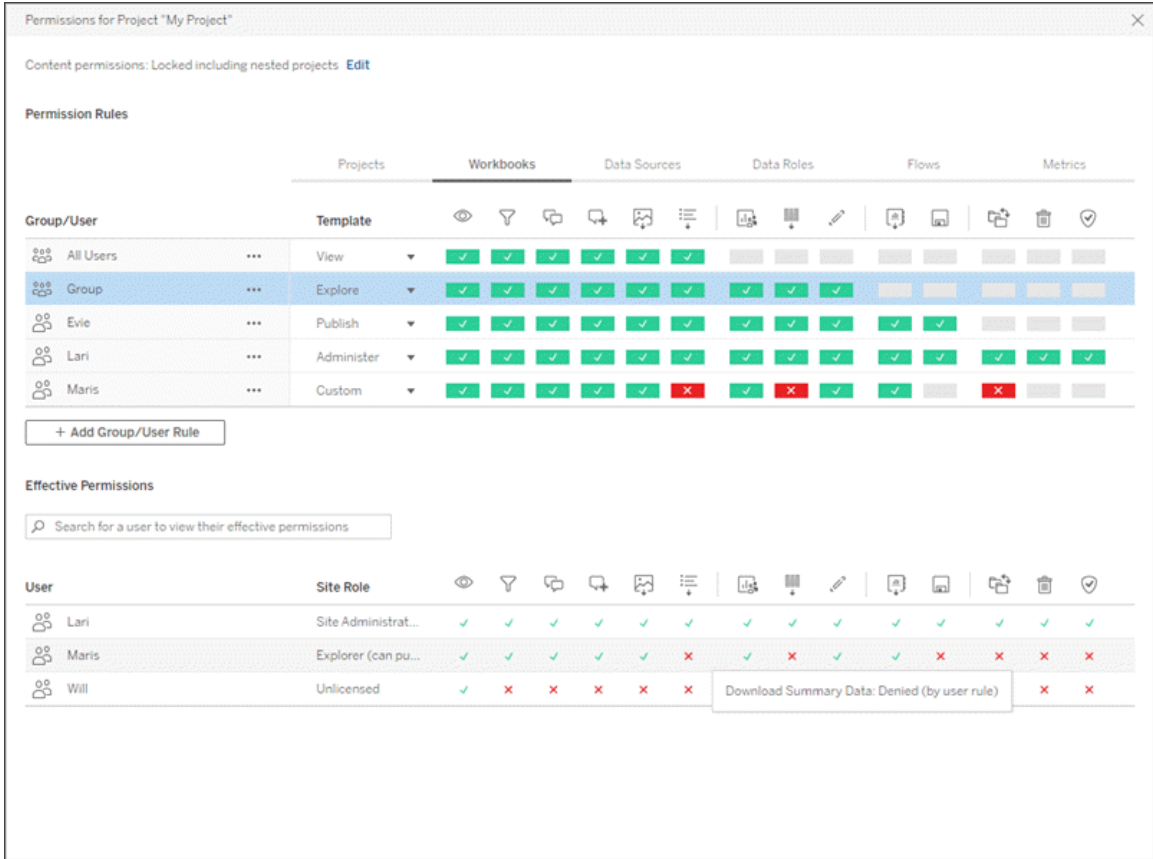 Permissions for Project "My Project"
Content permissions: Locked including nested projects Edit
Permission Rules
Projects Workbooks Data Sources Data Roles Flows Metrics
Group/User Template
All Users ••• View
Group ••• Explore
Evie ••• Publish
Lari ••• Administer
Maris ••• Custom
+ Add Group/User Rule
Effective Permissions
Search for a user to view their effective permissions
User Site Role
Lari Site Administrat...
Maris Explorer (can pu...
Will Unlicensed
Download Summary Data: Denied (by user rule)